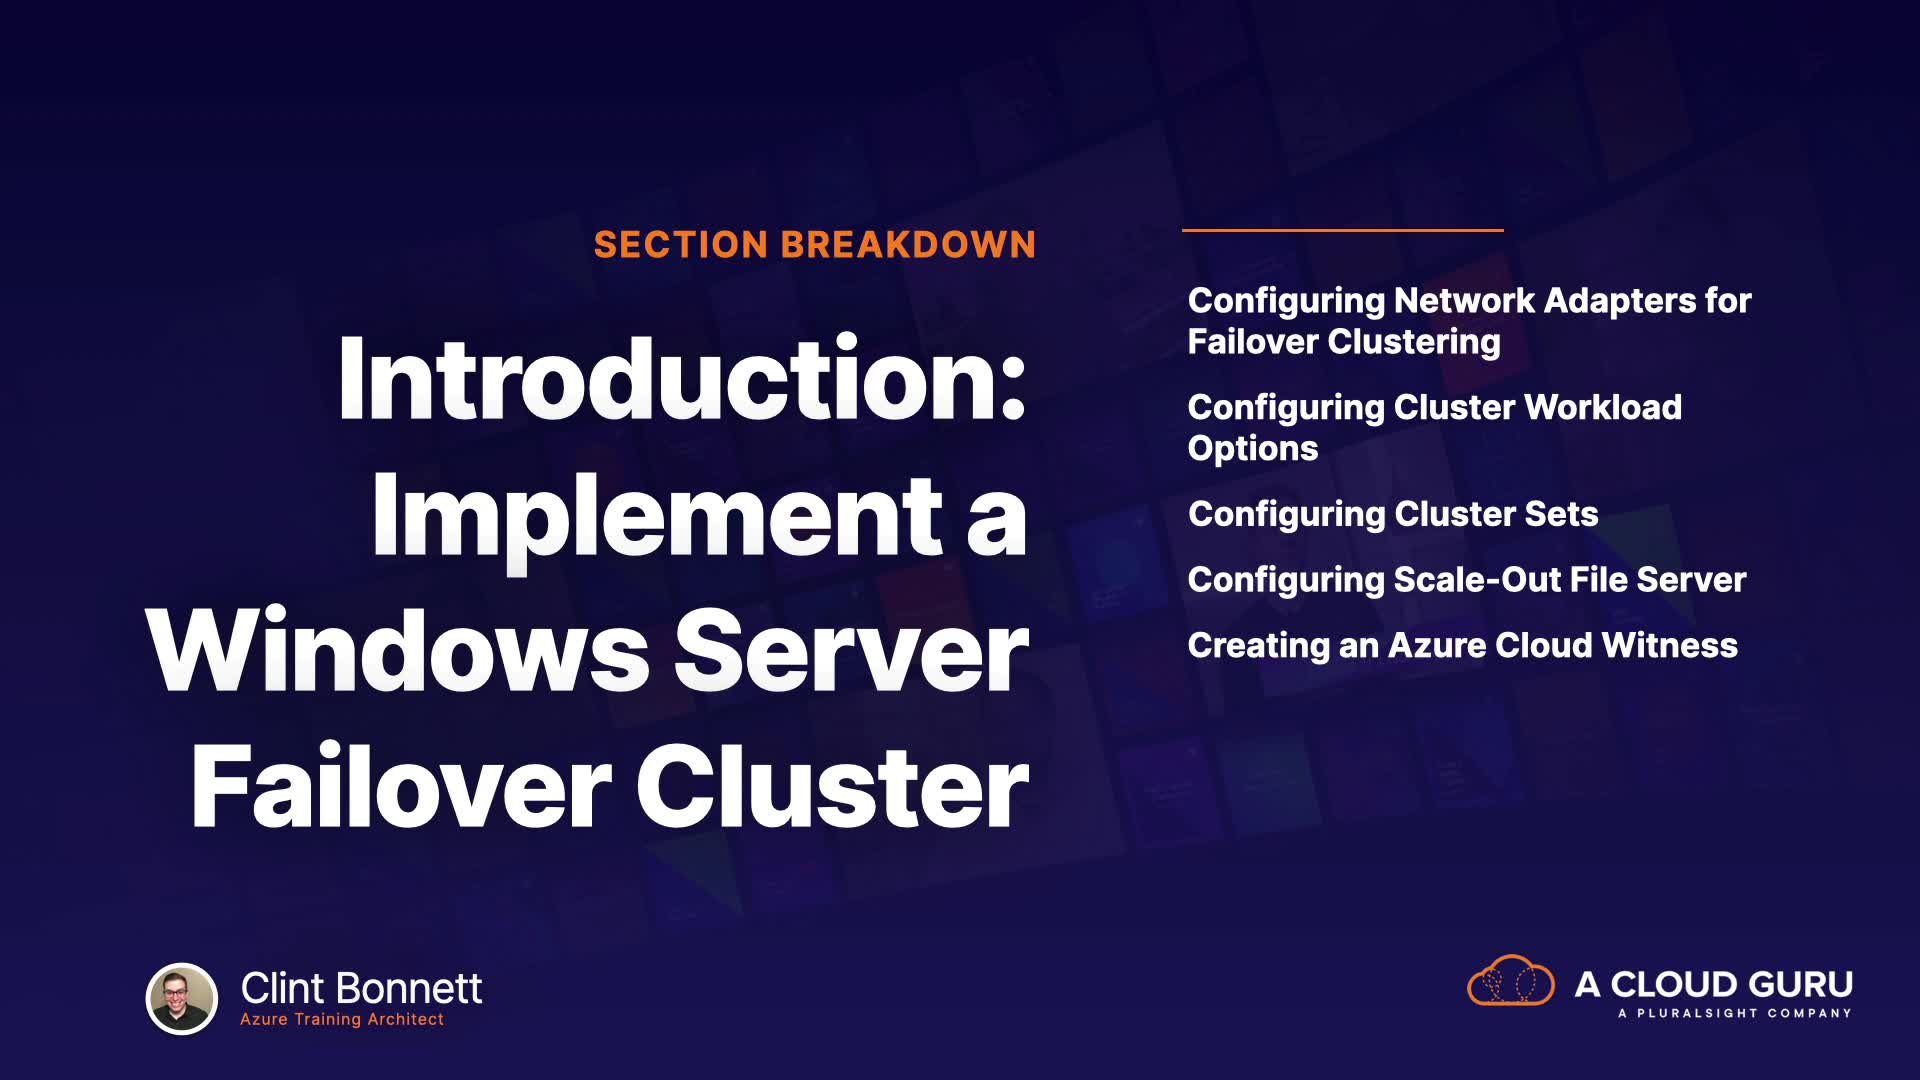 SECTION BREAKDOWN
Introduction:
Implement a
Windows Server
Failover Cluster
Configuring Network Adapters for
Failover Clustering
Configuring Cluster Workload
Options
Configuring Cluster Sets
Configuring Scale-Out File Server
Creating an Azure Cloud Witness
Clint Bonnett
Azure Training Architect
A CLOUD GURU
A PLURALSIGHT COMPANY